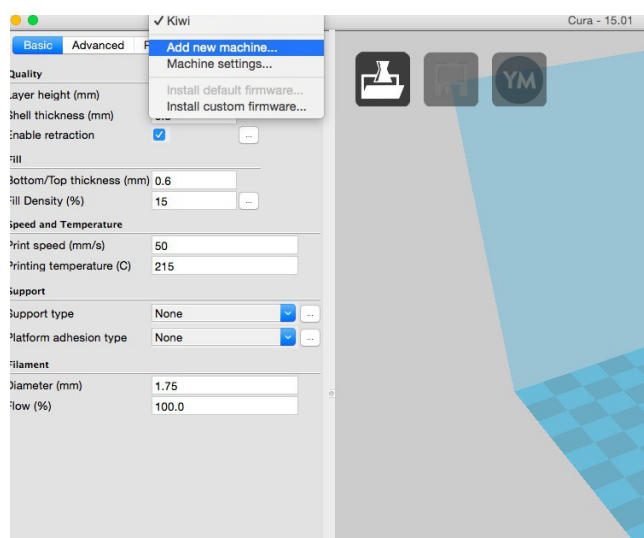 ✓ Kiwi
Cura - 15.01
Basic Advanced
Add new machine...
Machine settings...
Install default firmware...
Install custom firmware...
YM
Quality
Layer height (mm)
Shell thickness (mm)
Enable retraction ...
Fill
Bottom/Top thickness (mm) 0.6
Fill Density (%) 15 ...
Speed and Temperature
Print speed (mm/s) 50
Printing temperature (C) 215
Support
Support type None ...
Platform adhesion type None ...
Filament
Diameter (mm) 1.75
Flow (%) 100.0